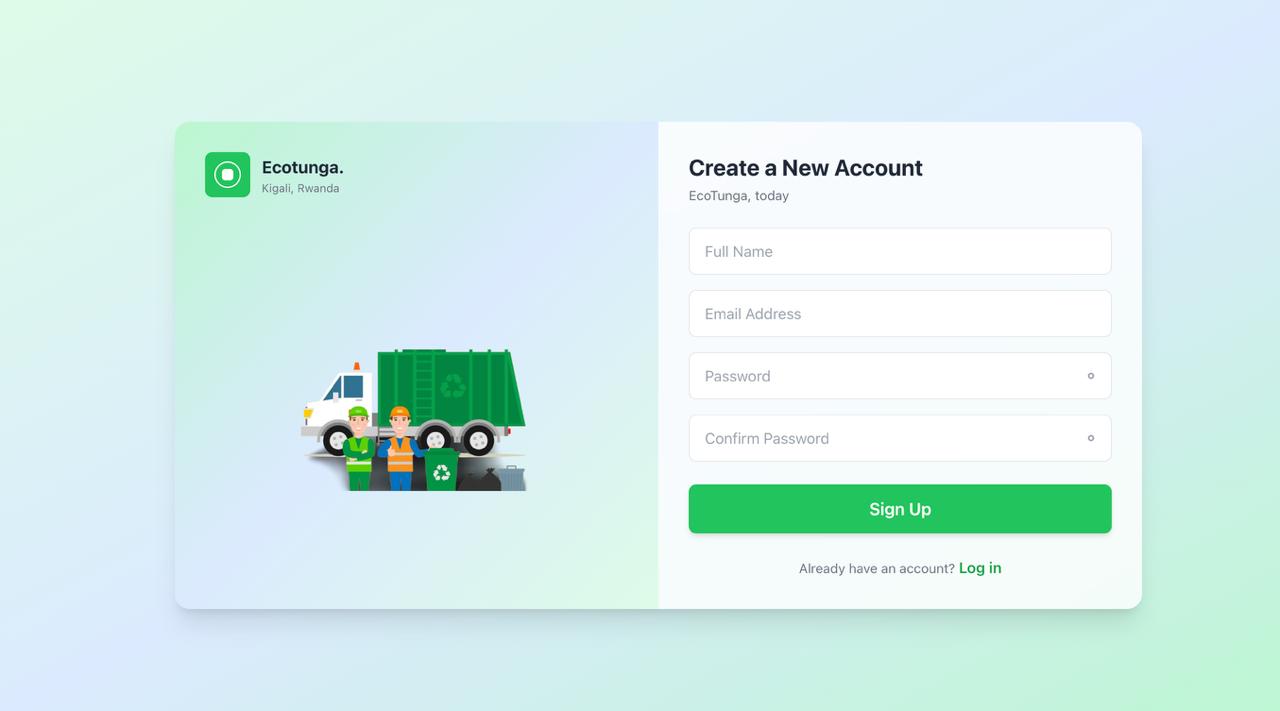 Ecotunga.
Kigali, Rwanda
Create a New Account
EcoTunga, today
Full Name
Email Address
Password
Confirm Password
Sign Up
Already have an account? Log in